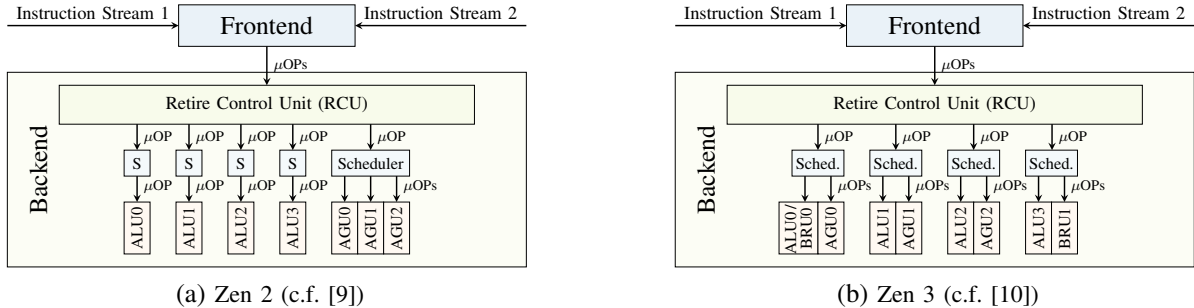 Instruction Stream 1
Frontend
Instruction Stream 2
μOPs
Backend
Retire Control Unit (RCU)
μOP μOP μOP μOP μOP
S S S S Scheduler
μOP μOP μOP μOP μOPs
ALU0 ALU1 ALU2 ALU3 AGU0 AGU1 AGU2
(a) Zen 2 (c.f. [9])
Instruction Stream 1
Frontend
Instruction Stream 2
μOPs
Backend
Retire Control Unit (RCU)
μOP μOP μOP μOP
Sched. Sched. Sched. Sched.
μOPs μOPs μOPs μOPs
ALU0/
BRU0
AGU0 ALU1 AGU1 ALU2 AGU2 ALU3 BRU1
(b) Zen 3 (c.f. [10])